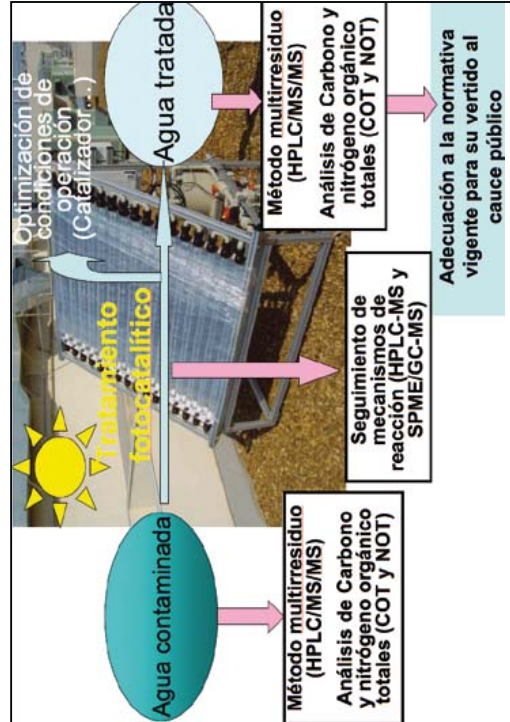 Agua contaminada
Tratamiento
fotocatalítico
Optimización de
condiciones de
operación
(Catalizador...)
Agua tratada
Método multirresiduo
(HPLC/MS/MS)
Análisis de Carbono
y nitrógeno orgánico
totales (COT y NOT)
Seguimiento de
mecanismos de
reacción (HPLC-MS y
SPME/GC-MS)
Método multirresiduo
(HPLC/MS/MS)
Análisis de Carbono y
nitrógeno orgánico
totales (COT y NOT)
Adecuación a la normativa
vigente para su vertido al
cauce público